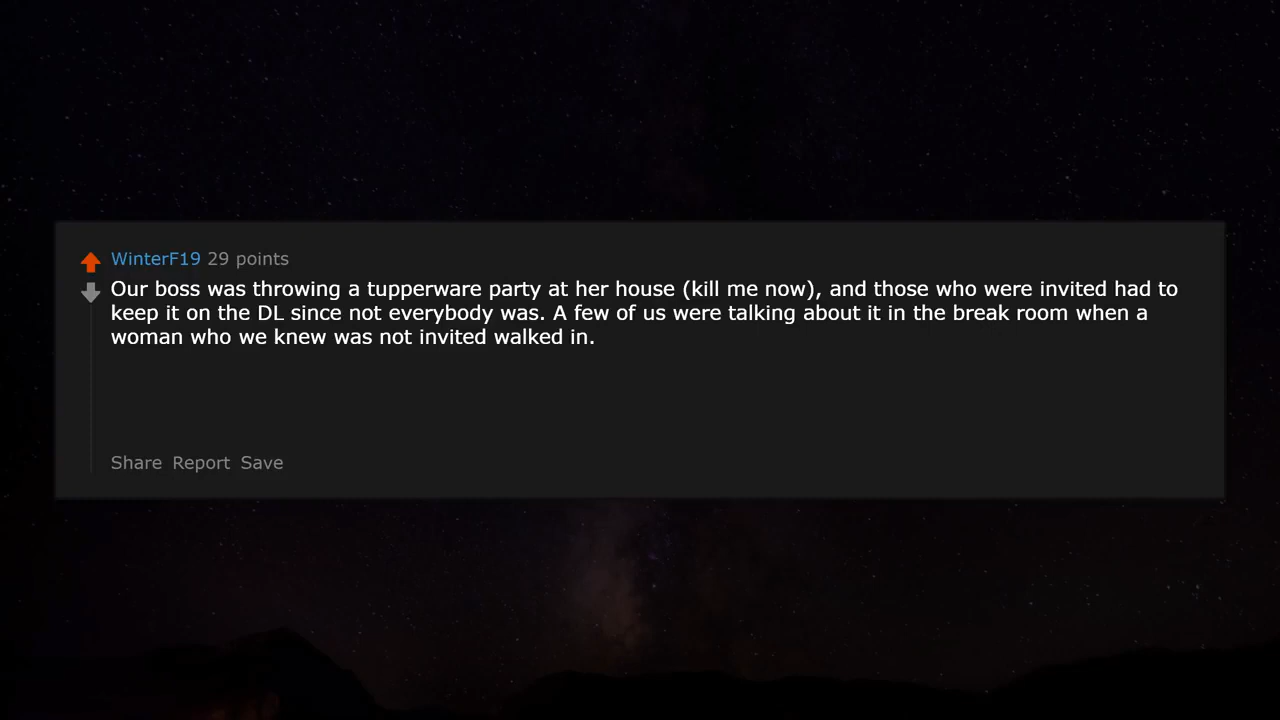 WinterF19 29 points
Our boss was throwing a tupperware party at her house (kill me now), and those who were invited had to
keep it on the DL since not everybody was. A few of us were talking about it in the break room when a
woman who we knew was not invited walked in.
Share Report Save